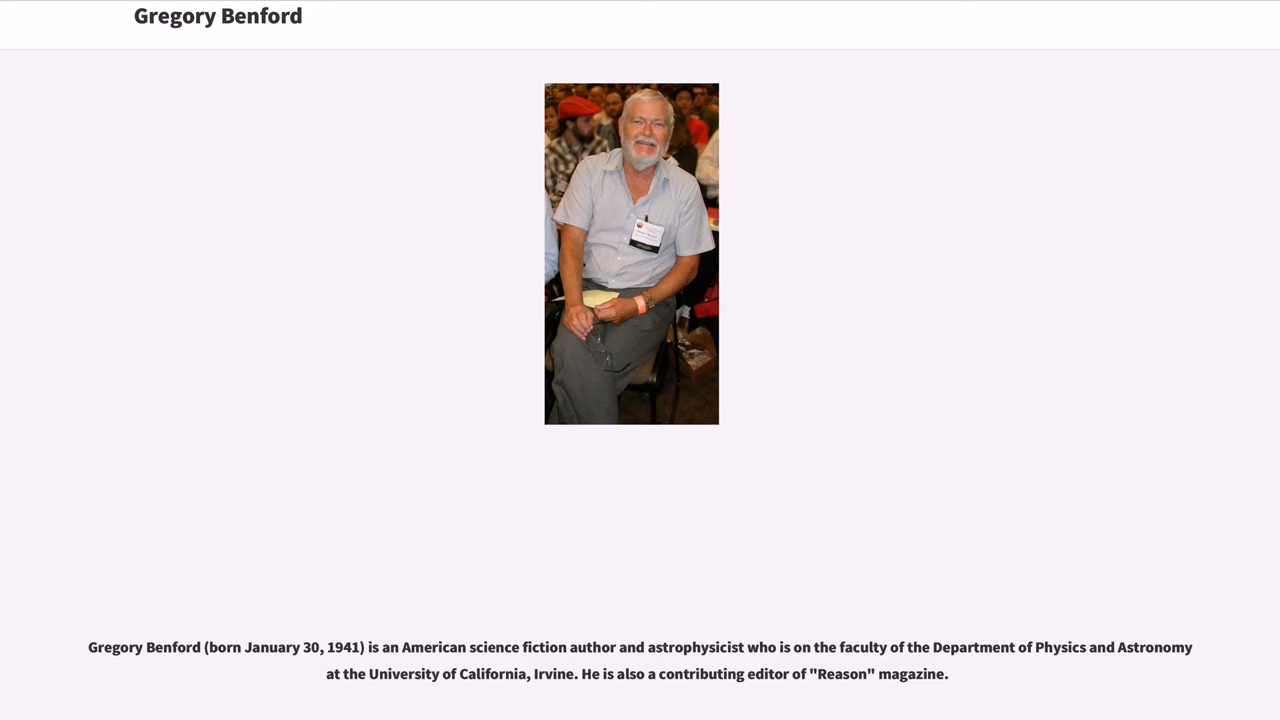 Gregory Benford
Gregory Benford (born January 30, 1941) is an American science fiction author and astrophysicist who is on the faculty of the Department of Physics and Astronomy
at the University of California, Irvine. He is also a contributing editor of "Reason" magazine.